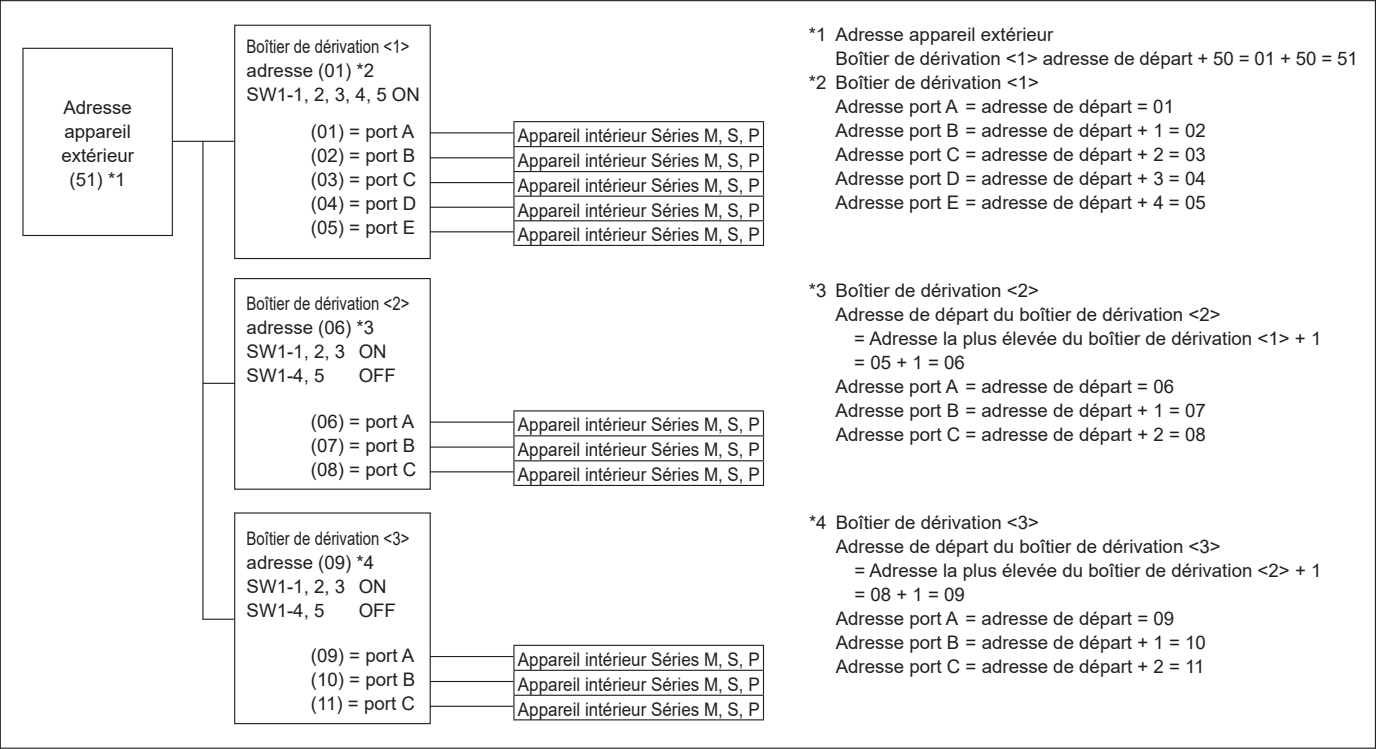 Adresse
appareil
extérieur
(51) *1
Boîtier de dérivation <1>
adresse (01) *2
SW1-1, 2, 3, 4, 5 ON
(01) = port A
(02) = port B
(03) = port C
(04) = port D
(05) = port E
Appareil intérieur Séries M, S, P
Appareil intérieur Séries M, S, P
Appareil intérieur Séries M, S, P
Appareil intérieur Séries M, S, P
Appareil intérieur Séries M, S, P
Boîtier de dérivation <2>
adresse (06) *3
SW1-1, 2, 3 ON
SW1-4, 5 OFF
(06) = port A
(07) = port B
(08) = port C
Appareil intérieur Séries M, S, P
Appareil intérieur Séries M, S, P
Appareil intérieur Séries M, S, P
Boîtier de dérivation <3>
adresse (09) *4
SW1-1, 2, 3 ON
SW1-4, 5 OFF
(09) = port A
(10) = port B
(11) = port C
Appareil intérieur Séries M, S, P
Appareil intérieur Séries M, S, P
Appareil intérieur Séries M, S, P
*1 Adresse appareil extérieur
Boîtier de dérivation <1> adresse de départ + 50 = 01 + 50 = 51
*2 Boîtier de dérivation <1>
Adresse port A = adresse de départ = 01
Adresse port B = adresse de départ + 1 = 02
Adresse port C = adresse de départ + 2 = 03
Adresse port D = adresse de départ + 3 = 04
Adresse port E = adresse de départ + 4 = 05
*3 Boîtier de dérivation <2>
Adresse de départ du boîtier de dérivation <2>
= Adresse la plus élevée du boîtier de dérivation <1> + 1
= 05 + 1 = 06
Adresse port A = adresse de départ = 06
Adresse port B = adresse de départ + 1 = 07
Adresse port C = adresse de départ + 2 = 08
*4 Boîtier de dérivation <3>
Adresse de départ du boîtier de dérivation <3>
= Adresse la plus élevée du boîtier de dérivation <2> + 1
= 08 + 1 = 09
Adresse port A = adresse de départ = 09
Adresse port B = adresse de départ + 1 = 10
Adresse port C = adresse de départ + 2 = 11